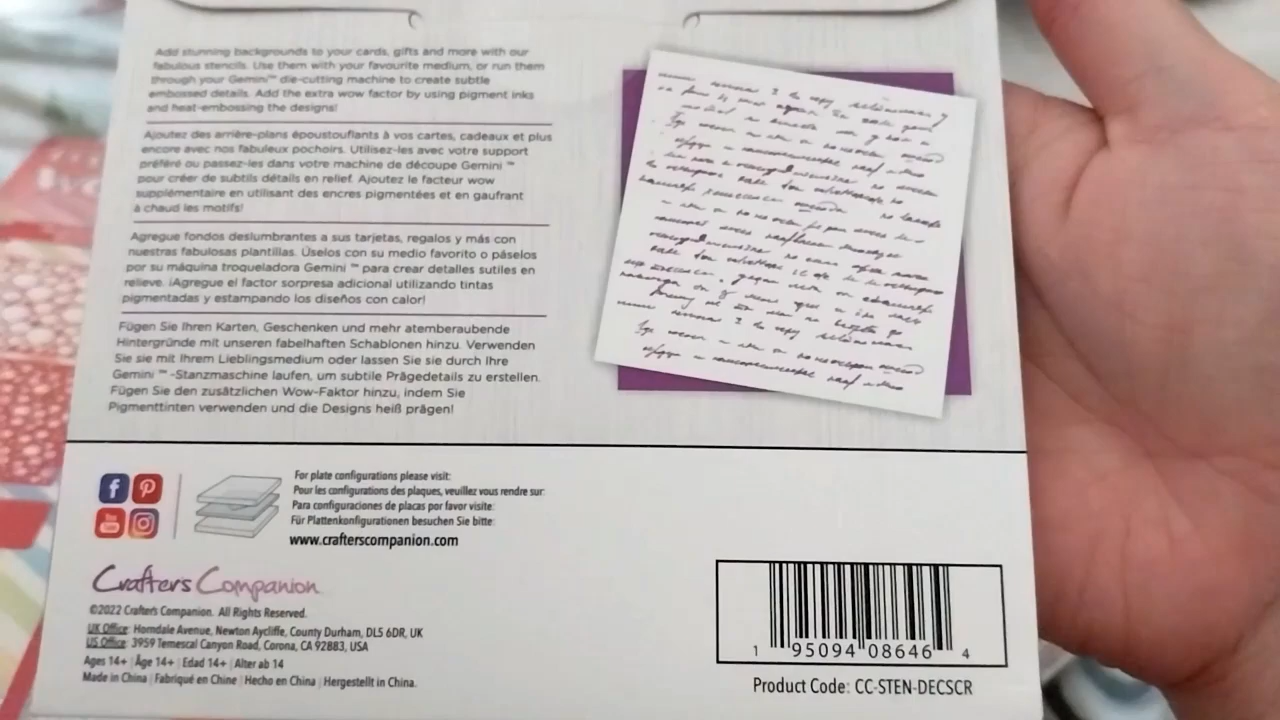 Add stunning backgrounds to your cards, gifts and more with our
fabulous stencils. Use them with your favourite medium, or run them
through your Gemini™ die-cutting machine to create subtle
embossed details. Add the extra wow factor by using pigment inks
and heat-embossing the designs!
Ajoutez des arrière-plans époustouflants à vos cartes, cadeaux et plus
encore avec nos fabuleux pochoirs. Utilisez-les avec votre support
préféré ou passez-les dans votre machine de découpe Gemini ™
pour créer de subtils détails en relief. Ajoutez le facteur wow
supplémentaire en utilisant des encres pigmentées et en gaufrant
à chaud les motifs!
Agregue fondos deslumbrantes a sus tarjetas, regalos y más con
nuestras fabulosas plantillas. Úselos con su medio favorito o páselos
por su máquina troqueladora Gemini ™ para crear detalles sutiles en
relieve. ¡Agregue el factor sorpresa adicional utilizando tintas
pigmentadas y estampando los diseños con calor!
Fügen Sie Ihren Karten, Geschenken und mehr atemberaubende
Hintergründe mit unseren fabelhaften Schablonen hinzu. Verwenden
Sie sie mit Ihrem Lieblingsmedium oder lassen Sie sie durch Ihre
Gemini ™ -Stanzmaschine laufen, um subtile Prägedetails zu erstellen.
Fügen Sie den zusätzlichen Wow-Faktor hinzu, indem Sie
Pigmenttinten verwenden und die Designs heiß prägen!
For plate configurations please visit:
Pour les configurations des plaques, veuillez vous rendre sur:
Para configuraciones de placas por favor visite:
Für Plattenkonfigurationen besuchen Sie bitte:
www.crafterscompanion.com
Crafter's Companion
©2022 Crafter's Companion. All Rights Reserved.
UK Office: Horndale Avenue, Newton Aycliffe, County Durham, DL5 6DR, UK
US Office: 3959 Temescal Canyon Road, Corona, CA 92883, USA
Ages 14+ | Âge 14+ | Edad 14+ | Alter ab 14
Made in China | Fabriqué en Chine | Hecho en China | Hergestellt in China.
1 95094 08646 4
Product Code: CC-STEN-DECSCR